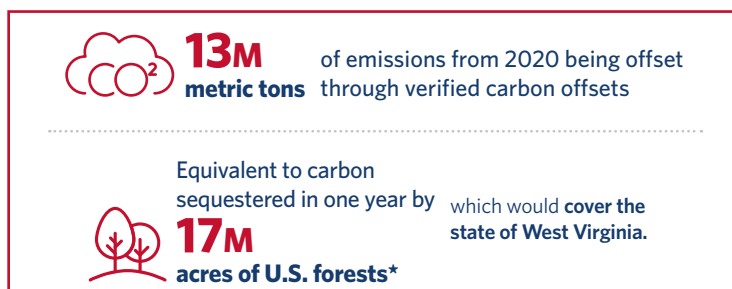 CO²
13M
metric tons
of emissions from 2020 being offset
through verified carbon offsets
Equivalent to carbon
sequestered in one year by
17M
acres of U.S. forests*
which would cover the
state of West Virginia.